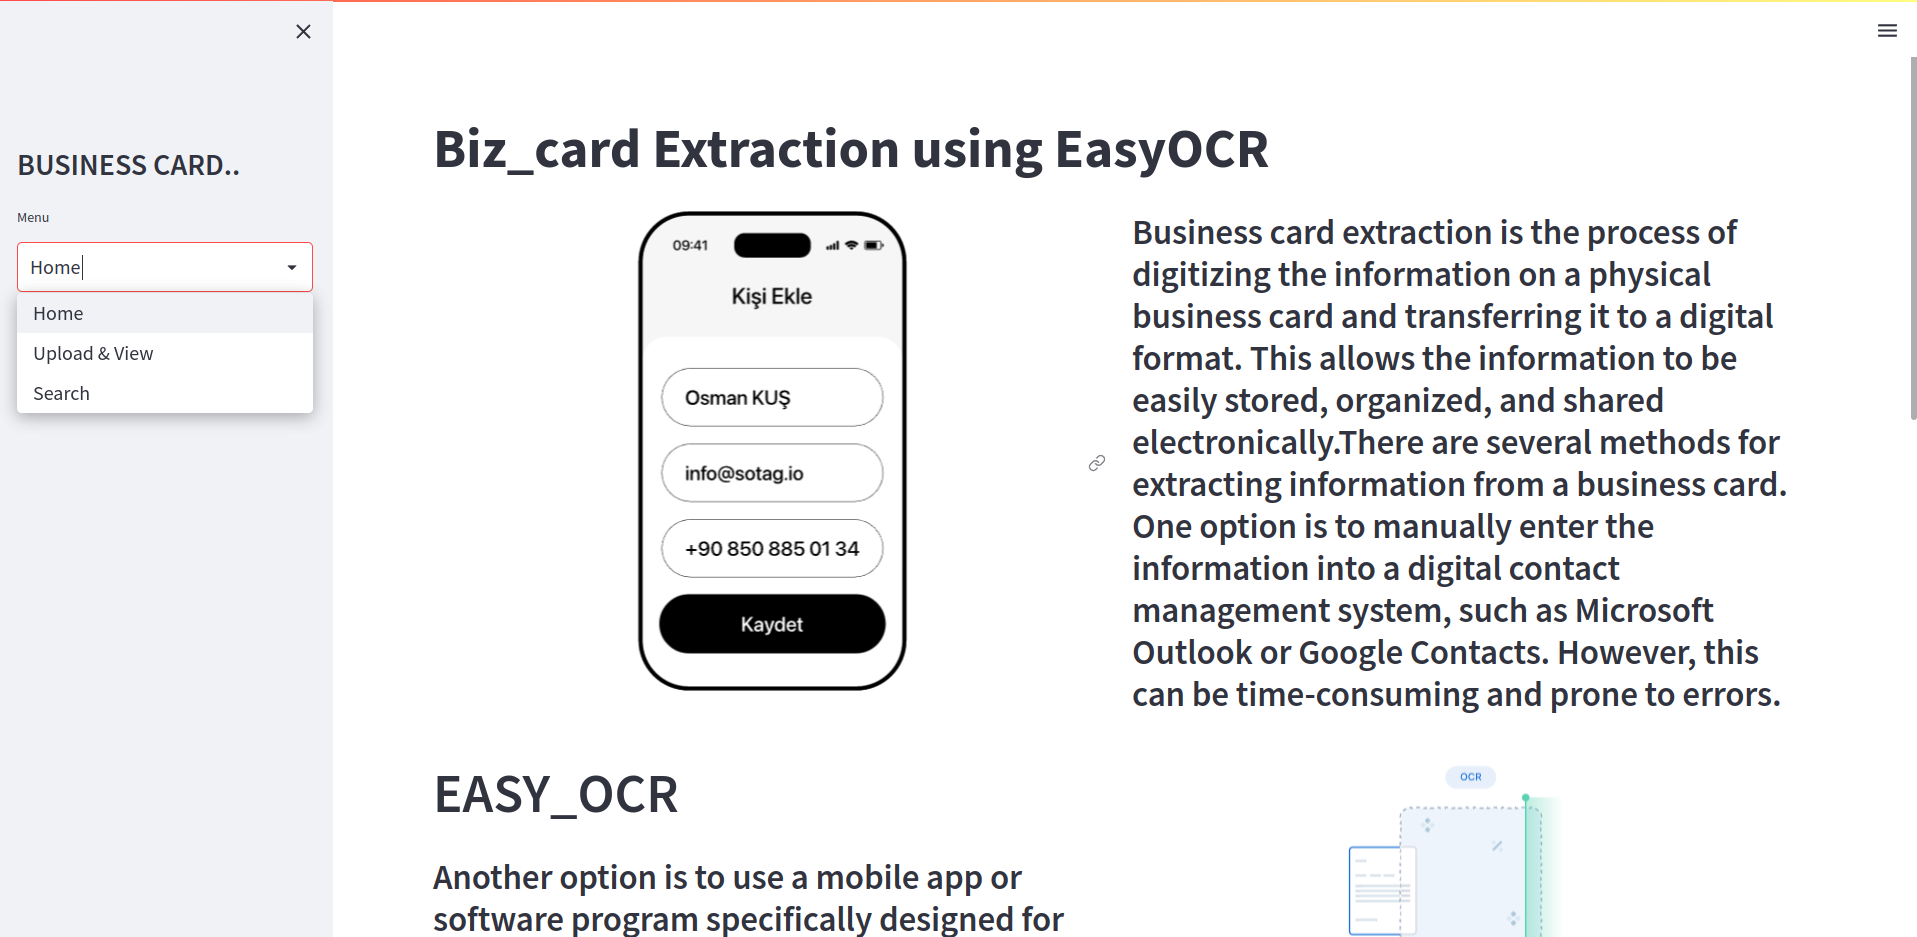 BUSINESS CARD..
Menu
Home
Home
Upload & View
Search
Biz_card Extraction using EasyOCR
09:41
Kişi Ekle
Osman KUŞ
info@sotag.io
+90 850 885 01 34
Kaydet
Business card extraction is the process of
digitizing the information on a physical
business card and transferring it to a digital
format. This allows the information to be
easily stored, organized, and shared
electronically.There are several methods for
extracting information from a business card.
One option is to manually enter the
information into a digital contact
management system, such as Microsoft
Outlook or Google Contacts. However, this
can be time-consuming and prone to errors.
EASY_OCR
Another option is to use a mobile app or
software program specifically designed for
OCR